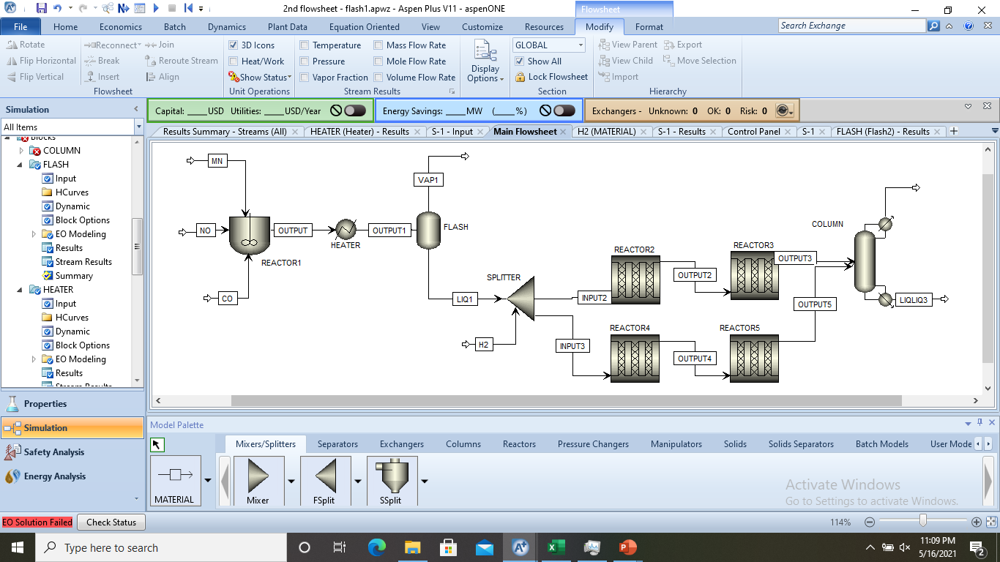 2nd flowsheet - flash1.apwz - Aspen Plus V11 - aspenONE
Flowsheet
File Home Economics Batch Dynamics Plant Data Equation Oriented View Customize Resources Modify Format
Search Exchange
Rotate
Flip Horizontal
Flip Vertical
Reconnect
Break
Insert
Join
Reroute Stream
Align
Flowsheet
3D Icons
Heat/Work
Show Status
Unit Operations
Temperature
Pressure
Vapor Fraction
Mass Flow Rate
Mole Flow Rate
Volume Flow Rate
Stream Results
Display
Options
GLOBAL
Show All
Lock Flowsheet
Section
View Parent
View Child
Import
Export
Move Selection
Hierarchy
Simulation
All Items
Capital: ____USD Utilities: ____USD/Year
Energy Savings: ____MW (____%)
Exchangers - Unknown: 0 OK: 0 Risk: 0
Results Summary - Streams (All)
HEATER (Heater) - Results
S-1 - Input
Main Flowsheet
H2 (MATERIAL)
S-1 - Results
Control Panel
S-1
FLASH (Flash2) - Results
Blocks
COLUMN
FLASH
Input
HCurves
Dynamic
Block Options
EO Modeling
Results
Stream Results
Summary
HEATER
Input
HCurves
Dynamic
Block Options
EO Modeling
Results
Stream Results
Properties
Simulation
Safety Analysis
Energy Analysis
MN
NO
CO
REACTOR1
OUTPUT
HEATER
OUTPUT1
VAP1
FLASH
LIQ1
H2
SPLITTER
INPUT2
INPUT3
REACTOR2
OUTPUT2
REACTOR3
OUTPUT3
REACTOR4
OUTPUT4
REACTOR5
OUTPUT5
COLUMN
LIQLIQ3
Model Palette
Mixers/Splitters Separators Exchangers Columns Reactors Pressure Changers Manipulators Solids Solids Separators Batch Models User Mode
MATERIAL
Mixer
FSplit
SSplit
Activate Windows
Go to Settings to activate Windows.
EO Solution Failed
Check Status
114%
Type here to search
11:09 PM
5/16/2021
2